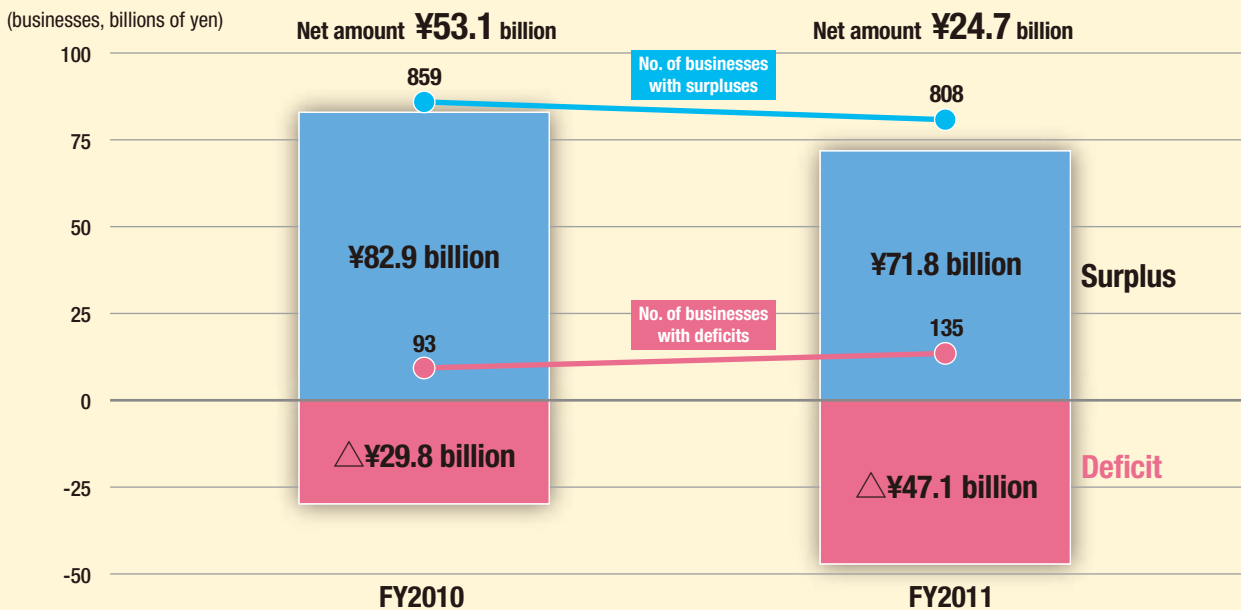 (businesses, billions of yen)
Net amount ¥53.1 billion
Net amount ¥24.7 billion
100
75
50
25
0
-25
-50
859
No. of businesses
with surpluses
808
¥82.9 billion
¥71.8 billion
Surplus
93
No. of businesses
with deficits
135
△¥29.8 billion
△¥47.1 billion
Deficit
FY2010
FY2011